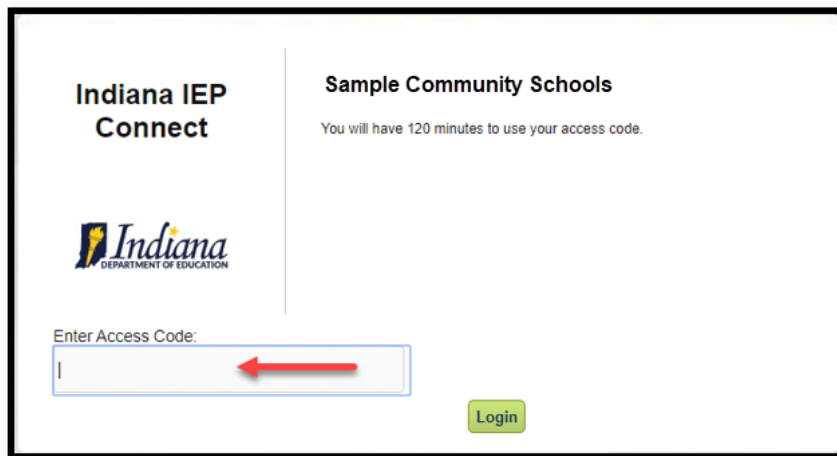 Indiana IEP
Connect
Indiana
DEPARTMENT OF EDUCATION
Sample Community Schools
You will have 120 minutes to use your access code.
Enter Access Code:
Login